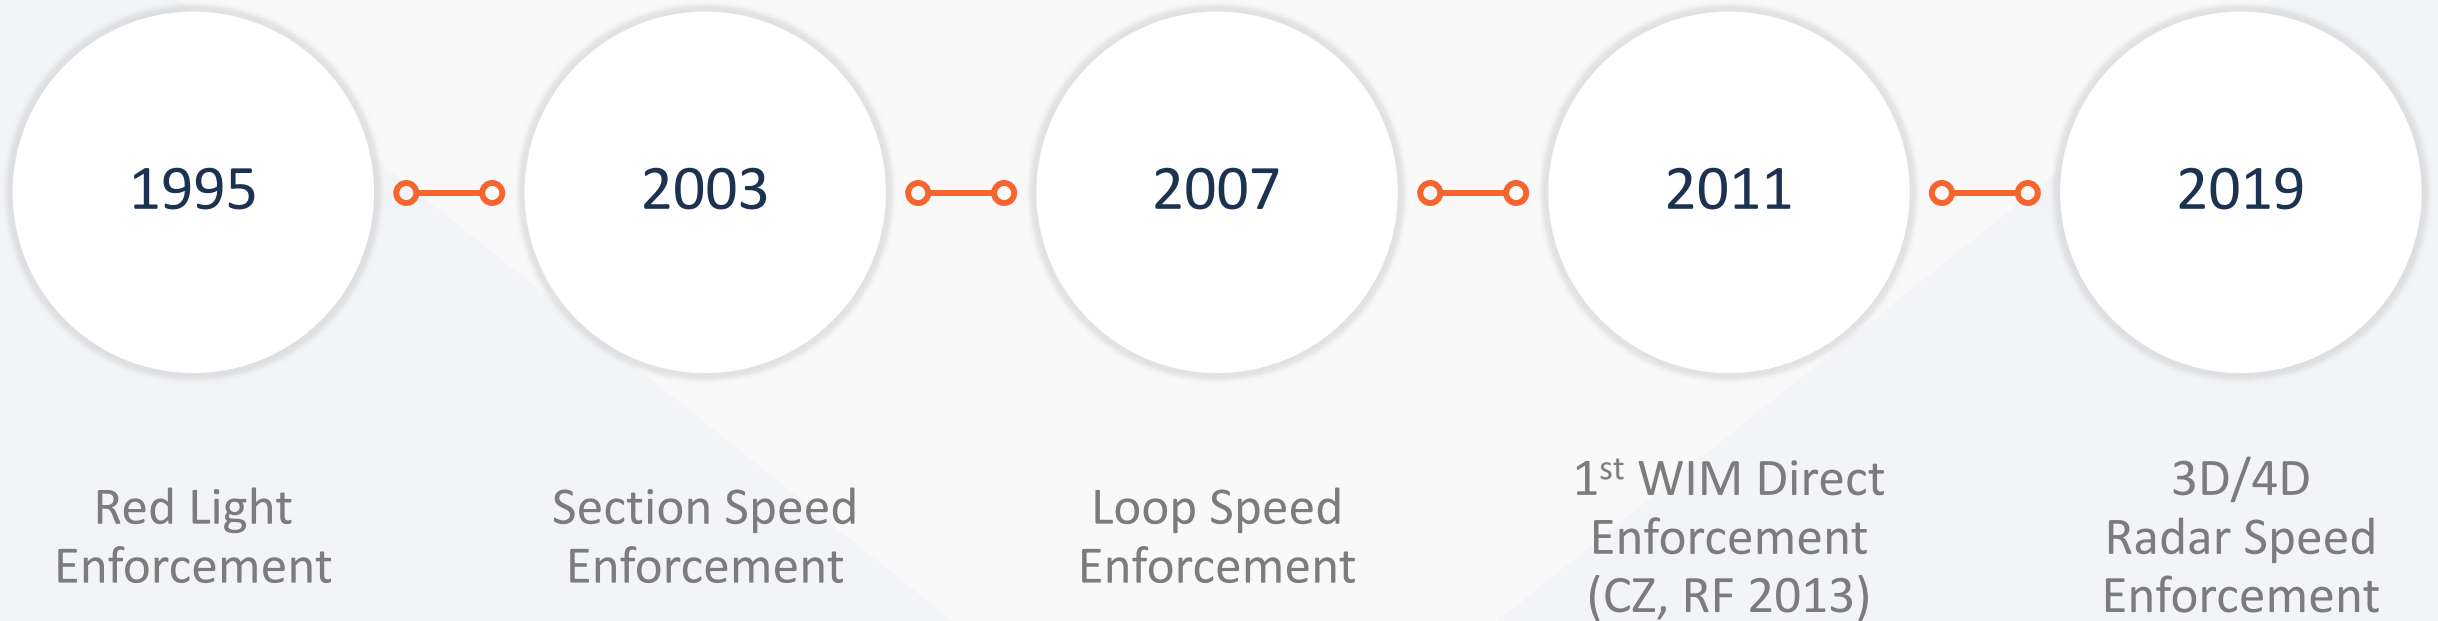 1995
2003
2007
2011
2019
Red Light
Enforcement
Section Speed
Enforcement
Loop Speed
Enforcement
1st WIM Direct
Enforcement
(CZ, RF 2013)
3D/4D
Radar Speed
Enforcement